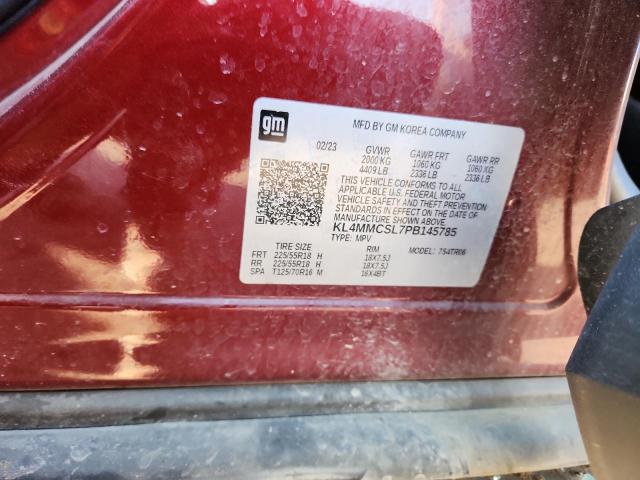 gm
MFD BY GM KOREA COMPANY
02/23 GVWR GAWR FRT GAWR RR
2000 KG 1060 KG 1060 KG
4409 LB 2336 LB 2336 LB
THIS VEHICLE CONFORMS TO ALL
APPLICABLE U.S. FEDERAL MOTOR
VEHICLE SAFETY AND THEFT PREVENTION
STANDARDS IN EFFECT ON THE DATE OF
MANUFACTURE SHOWN ABOVE.
KL4MMCSL7PB145785
TYPE: MPV MODEL: 754TR06
TIRE SIZE RIM
FRT 225/55R18 H 18X7.5J
RR 225/55R18 H 18X7.5J
SPA T125/70R16 M 16X4BT